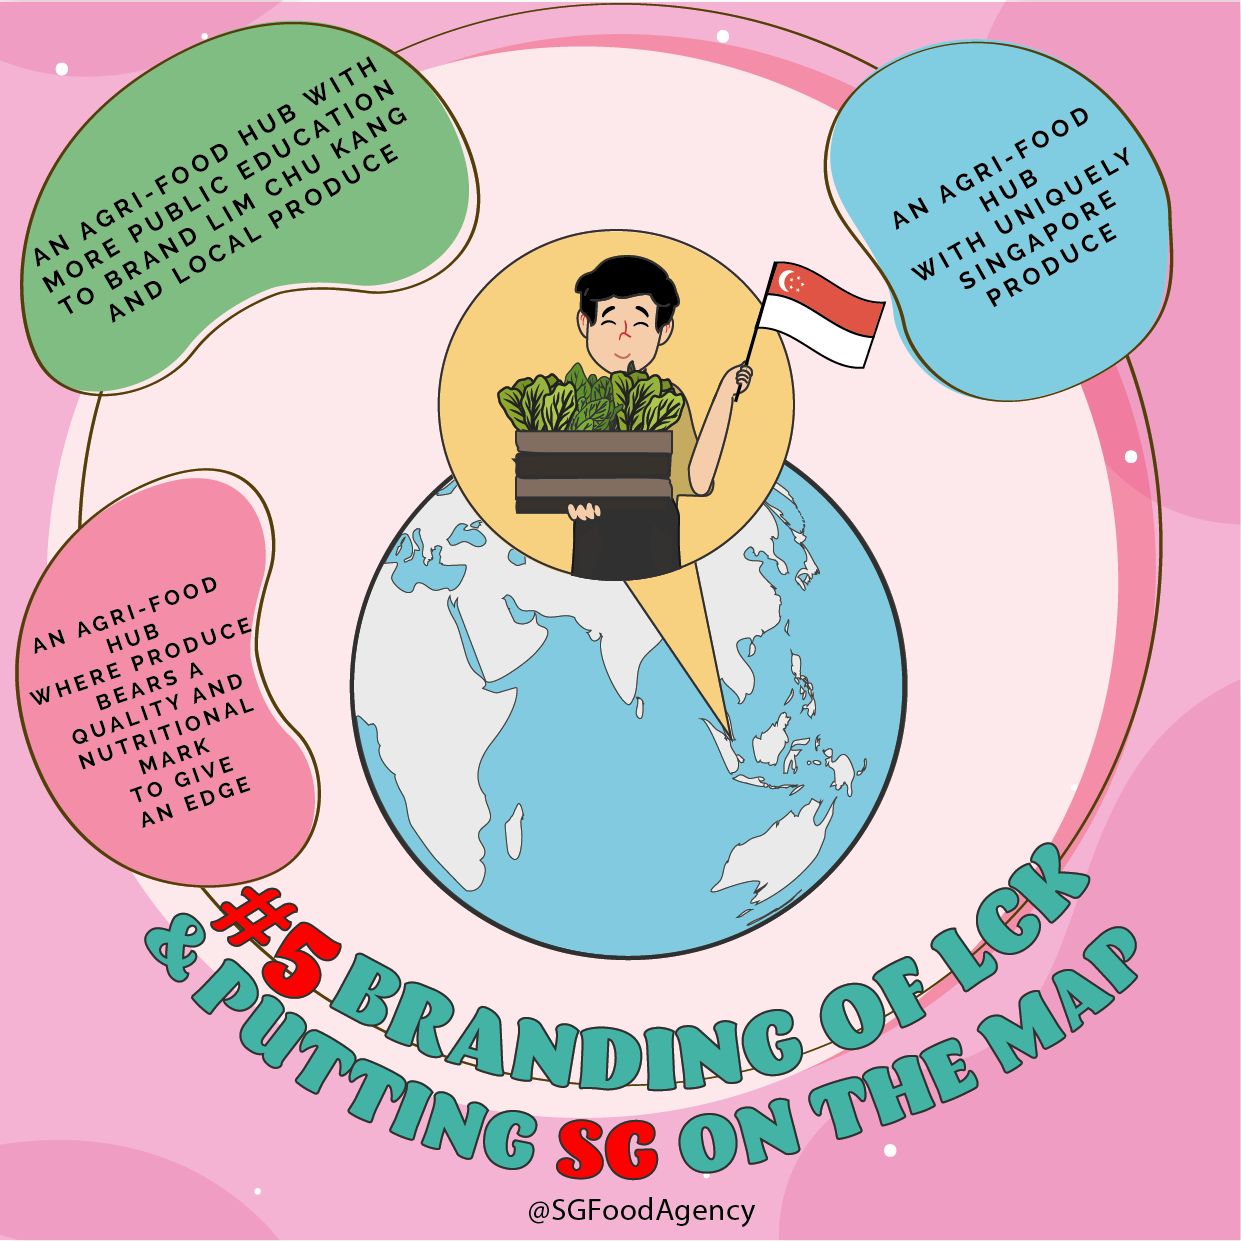 AN AGRI-FOOD HUB WITH
MORE PUBLIC EDUCATION
TO BRAND LIM CHU KANG
AND LOCAL PRODUCE
AN AGRI-FOOD
HUB
WITH UNIQUELY
SINGAPORE
PRODUCE
AN AGRI-FOOD
HUB
WHERE PRODUCE
BEARS A
QUALITY AND
NUTRITIONAL
MARK
TO GIVE
AN EDGE
#5 BRANDING OF LCK
& PUTTING SG ON THE MAP
@SGFoodAgency